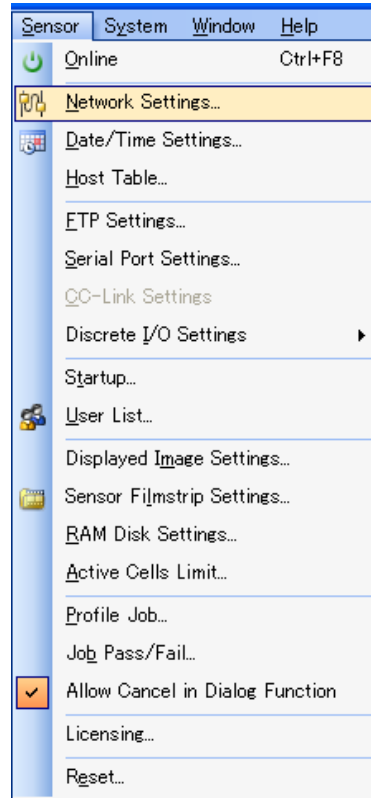 Sensor System Window Help
Online Ctrl+F8
Network Settings...
Date/Time Settings...
Host Table...
FTP Settings...
Serial Port Settings...
CC-Link Settings
Discrete I/O Settings
Startup...
User List...
Displayed Image Settings...
Sensor Filmstrip Settings...
RAM Disk Settings...
Active Cells Limit...
Profile Job...
Job Pass/Fail...
Allow Cancel in Dialog Function
Licensing...
Reset...